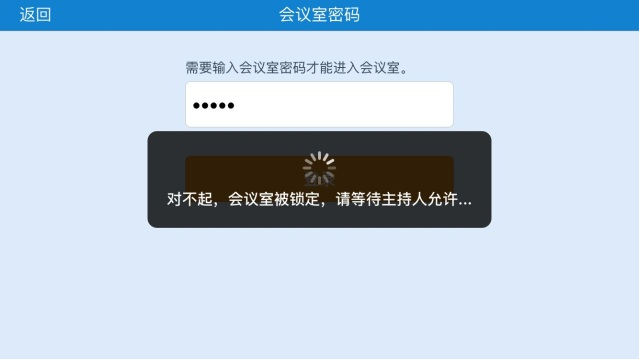 返回
会议室密码
需要输入会议室密码才能进入会议室。
●●●●●
对不起，会议室被锁定，请等待主持人允许...